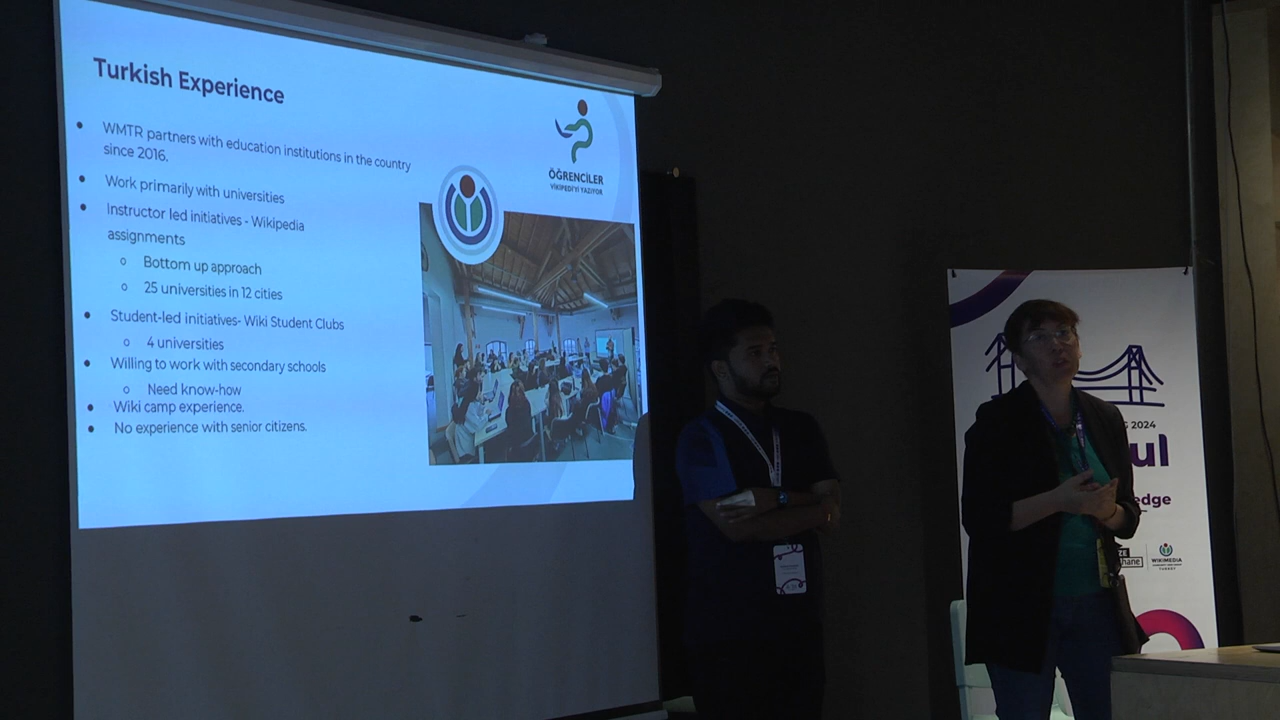 Turkish Experience
WMTR partners with education institutions in the country
since 2016,
Work primarily with universities
Instructor led initiatives - Wikipedia
assignments
Bottom up approach
25 universities in 12 cities
Student-led initiatives- Wiki Student Clubs
4 universities
Willing to work with secondary schools
Need know-how
Wiki camp experience.
No experience with senior citizens.
ÖĞRENCİLER
VİKİPEDİ'Yİ YAZIYOR
2024
ul
edge
ZE
hane
WIKIMEDIA
TURKEY